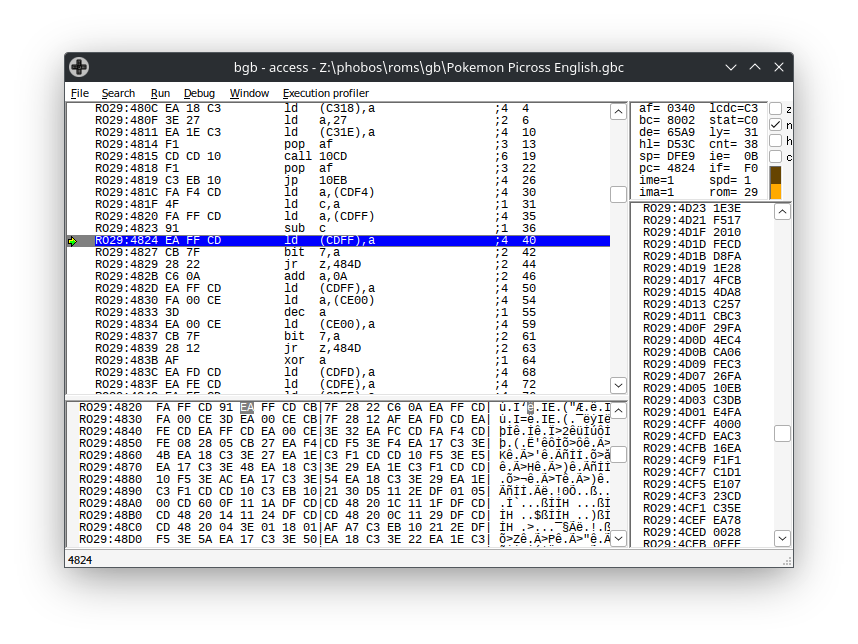 bgb - access - Z:\phobos\roms\gb\Pokemon Picross English.gbc
File Search Run Debug Window Execution profiler
RO29:480C EA 18 C3 ld (C318),a ;4 4
RO29:480F 3E 27 ld a,27 ;2 6
RO29:4811 EA 1E C3 ld (C31E),a ;4 10
RO29:4814 F1 pop af ;3 13
RO29:4815 CD CD 10 call 10CD ;6 19
RO29:4818 F1 pop af ;3 22
RO29:4819 C3 EB 10 jp 10EB ;4 26
RO29:481C FA F4 CD ld a,(CDF4) ;4 30
RO29:481F 4F ld c,a ;1 31
RO29:4820 FA FF CD ld a,(CDFF) ;4 35
RO29:4823 91 sub c ;1 36
RO29:4824 EA FF CD ld (CDFF),a ;4 40
RO29:4827 CB 7F bit 7,a ;2 42
RO29:4829 28 22 jr z,484D ;2 44
RO29:482B C6 0A add a,0A ;2 46
RO29:482D EA FF CD ld (CDFF),a ;4 50
RO29:4830 FA 00 CE ld a,(CE00) ;4 54
RO29:4833 3D dec a ;1 55
RO29:4834 EA 00 CE ld (CE00),a ;4 59
RO29:4837 CB 7F bit 7,a ;2 61
RO29:4839 28 12 jr z,484D ;2 63
RO29:483B AF xor a ;1 64
RO29:483C EA FD CD ld (CDFD),a ;4 68
RO29:483F EA FE CD ld (CDFE),a ;4 72
af= 0340 lcdc=C3
bc= 8002 stat=C0
de= 65A9 ly= 31
hl= D53C cnt= 38
sp= DFE9 ie= 0B
pc= 4824 if= F0
ime=1 spd= 1
ima=1 rom= 29
z
n
h
c
RO29:4D23 1E3E
RO29:4D21 F517
RO29:4D1F 2010
RO29:4D1D FECD
RO29:4D1B D8FA
RO29:4D19 1E28
RO29:4D17 4FCB
RO29:4D15 4DA8
RO29:4D13 C257
RO29:4D11 CBC3
RO29:4D0F 29FA
RO29:4D0D 4EC4
RO29:4D0B CA06
RO29:4D09 FEC3
RO29:4D07 26FA
RO29:4D05 10EB
RO29:4D03 C3DB
RO29:4D01 E4FA
RO29:4CFF 4000
RO29:4CFD EAC3
RO29:4CFB 16EA
RO29:4CF9 F1F1
RO29:4CF7 C1D1
RO29:4CF5 E107
RO29:4CF3 23CD
RO29:4CF1 C35E
RO29:4CEF EA78
RO29:4CED 0028
RO29:4CEB
RO29:4820 FA FF CD 91 EA FF CD CB|7F 28 22 C6 0A EA FF CD|
RO29:4830 FA 00 CE 3D EA 00 CE CB|7F 28 12 AF EA FD CD EA|
RO29:4840 FE CD EA FF CD EA 00 CE|3E 32 EA FC CD FA F4 CD|
RO29:4850 FE 08 28 05 CB 27 EA F4|CD F5 3E F4 EA 17 C3 3E|
RO29:4860 4B EA 18 C3 3E 27 EA 1E|C3 F1 CD CD 10 F5 3E E5|
RO29:4870 EA 17 C3 3E 48 EA 18 C3|3E 29 EA 1E C3 F1 CD CD|
RO29:4880 10 F5 3E AC EA 17 C3 3E|54 EA 18 C3 3E 29 EA 1E|
RO29:4890 C3 F1 CD CD 10 C3 EB 10|21 30 D5 11 2E DF 01 05|
RO29:48A0 00 CD 60 0F 11 1A DF CD|CD 48 20 1C 11 1F DF CD|
RO29:48B0 CD 48 20 14 11 24 DF CD|CD 48 20 0C 11 29 DF CD|
RO29:48C0 CD 48 20 04 3E 01 18 01|AF A7 C3 EB 10 21 2E DF|
RO29:48D0 F5 3E 5A EA 17 C3 3E 50|EA 18 C3 3E 22 EA 1E C3|
4824